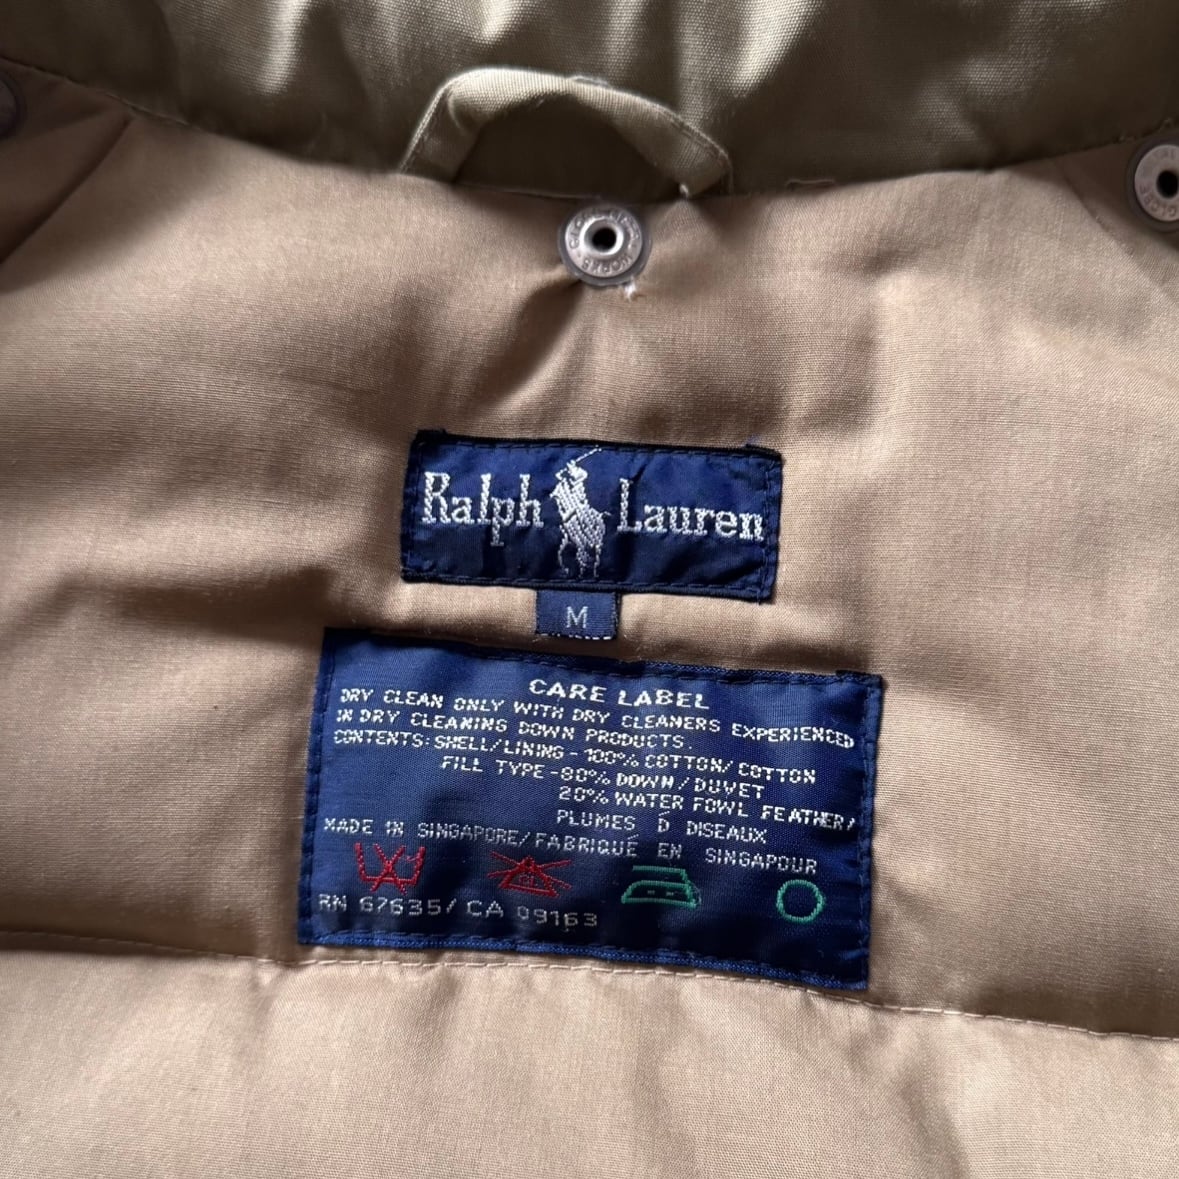 Ralph Lauren
M
CARE LABEL
DRY CLEAN ONLY WITH DRY CLEANERS EXPERIENCED
IN DRY CLEANING DOWN PRODUCTS.
CONTENTS: SHELL/LINING - 100% COTTON/COTTON
FILL TYPE - 80% DOWN/DUVET
20% WATER FOWL FEATHER/
PLUMES D́ DISEAUX
MADE IN SINGAPORE/FABRIQUÉ EN SINGAPOUR
CL
RN 67635/CA 09163